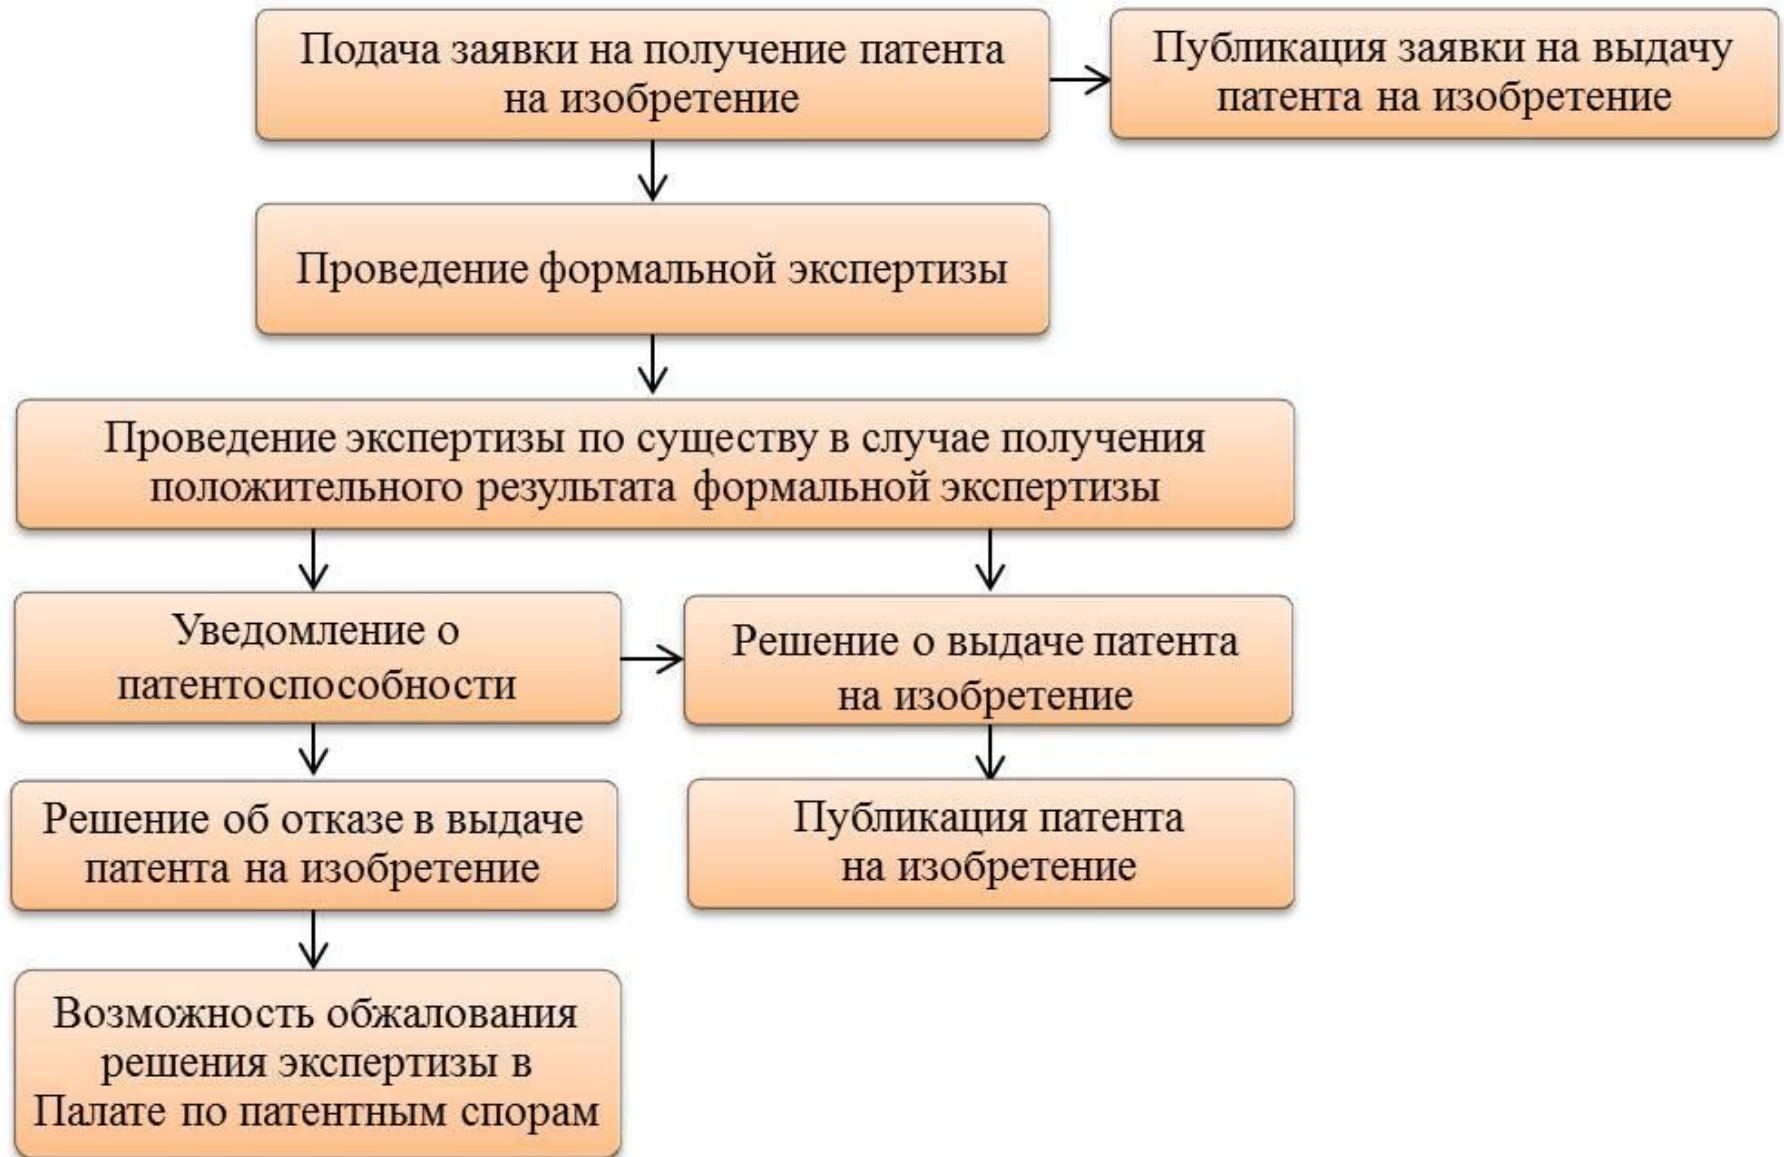 Подача заявки на получение патента
на изобретение
Публикация заявки на выдачу
патента на изобретение
Проведение формальной экспертизы
Проведение экспертизы по существу в случае получения
положительного результата формальной экспертизы
Уведомление о
патентоспособности
Решение о выдаче патента
на изобретение
Решение об отказе в выдаче
патента на изобретение
Публикация патента
на изобретение
Возможность обжалования
решения экспертизы в
Палате по патентным спорам